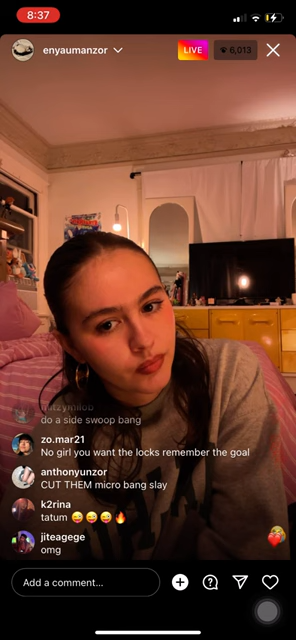 8:37
enyaumanzor
LIVE
6,013
do a side swoop bang
zo.mar21
No girl you want the locks remember the goal
anthonyunzor
CUT THEM micro bang slay
k2rina
tatum 😜😜😜🔥
jiteagege
omg
Add a comment...